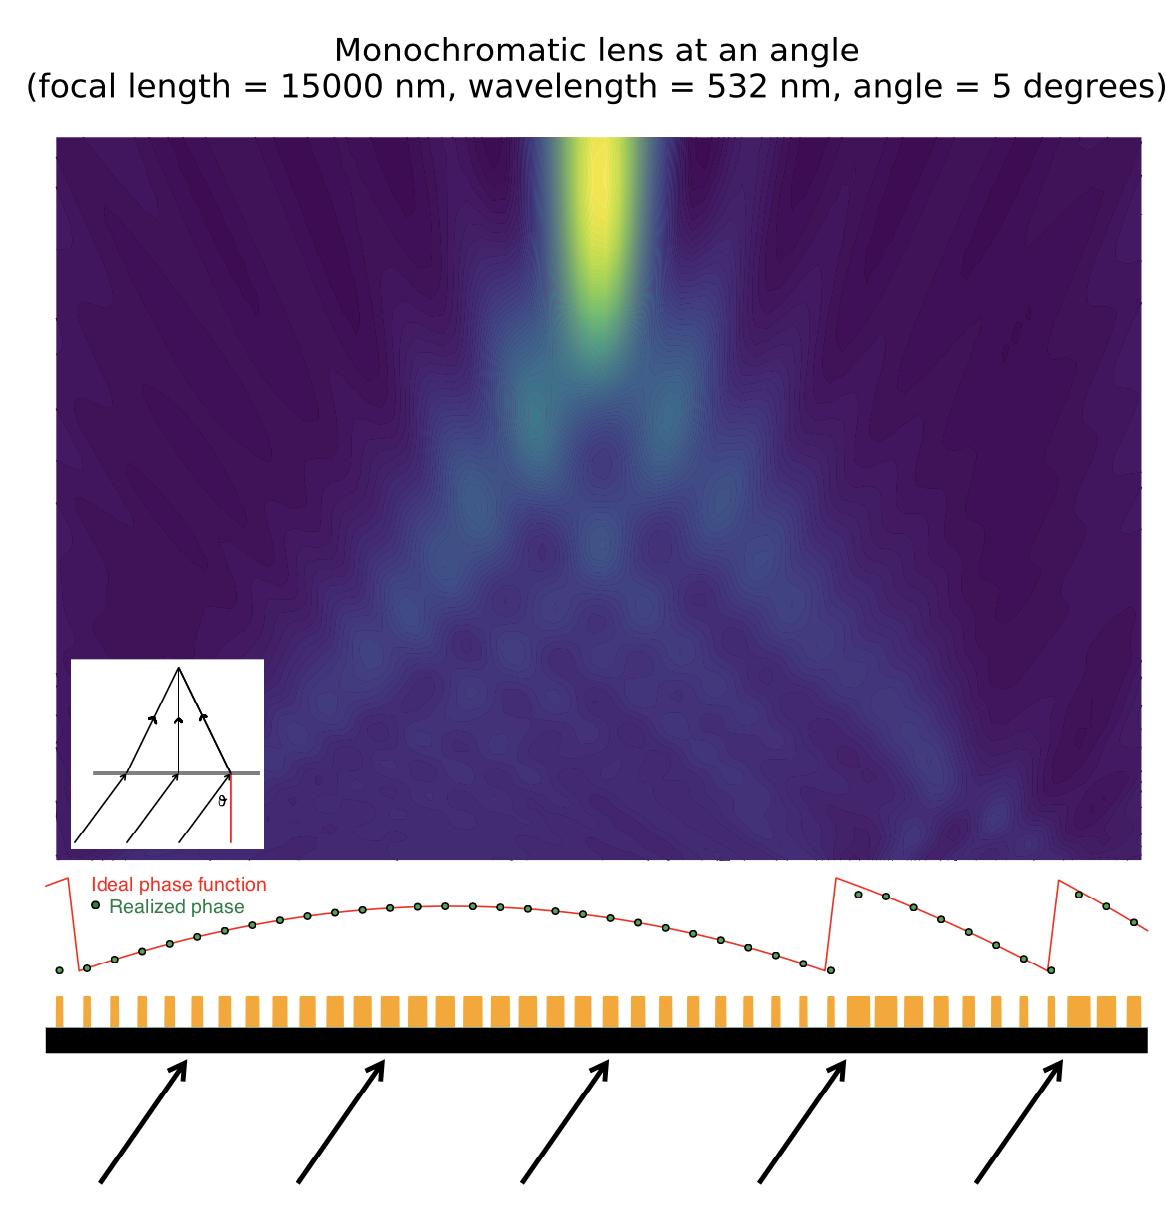 Monochromatic lens at an angle
(focal length = 15000 nm, wavelength = 532 nm, angle = 5 degrees)
ϑ
Ideal phase function
Realized phase